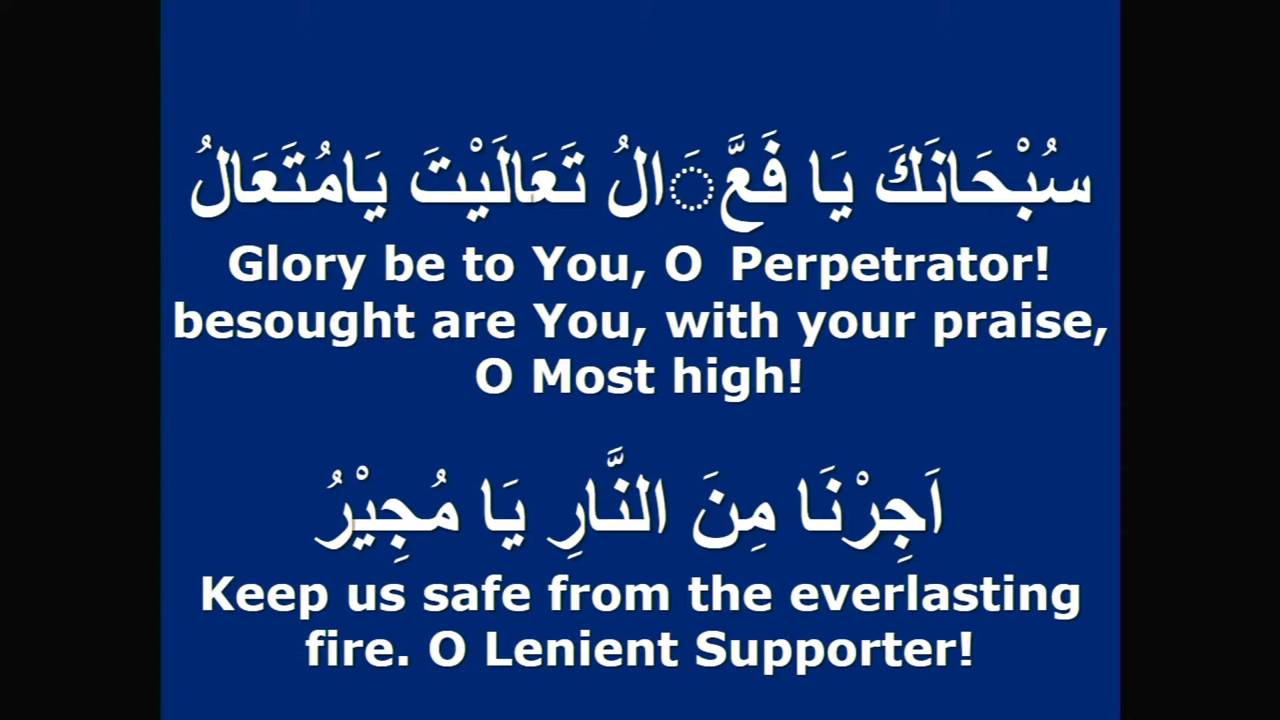 سُبْحَانَكَ يَا فَعَّ◌َالُ تَعَالَيْتَ يَامُتَعَالُ
Glory be to You, O Perpetrator!
besought are You, with your praise,
O Most high!
اَجِرْنَا مِنَ النَّارِ يَا مُجِيْرُ
Keep us safe from the everlasting
fire. O Lenient Supporter!